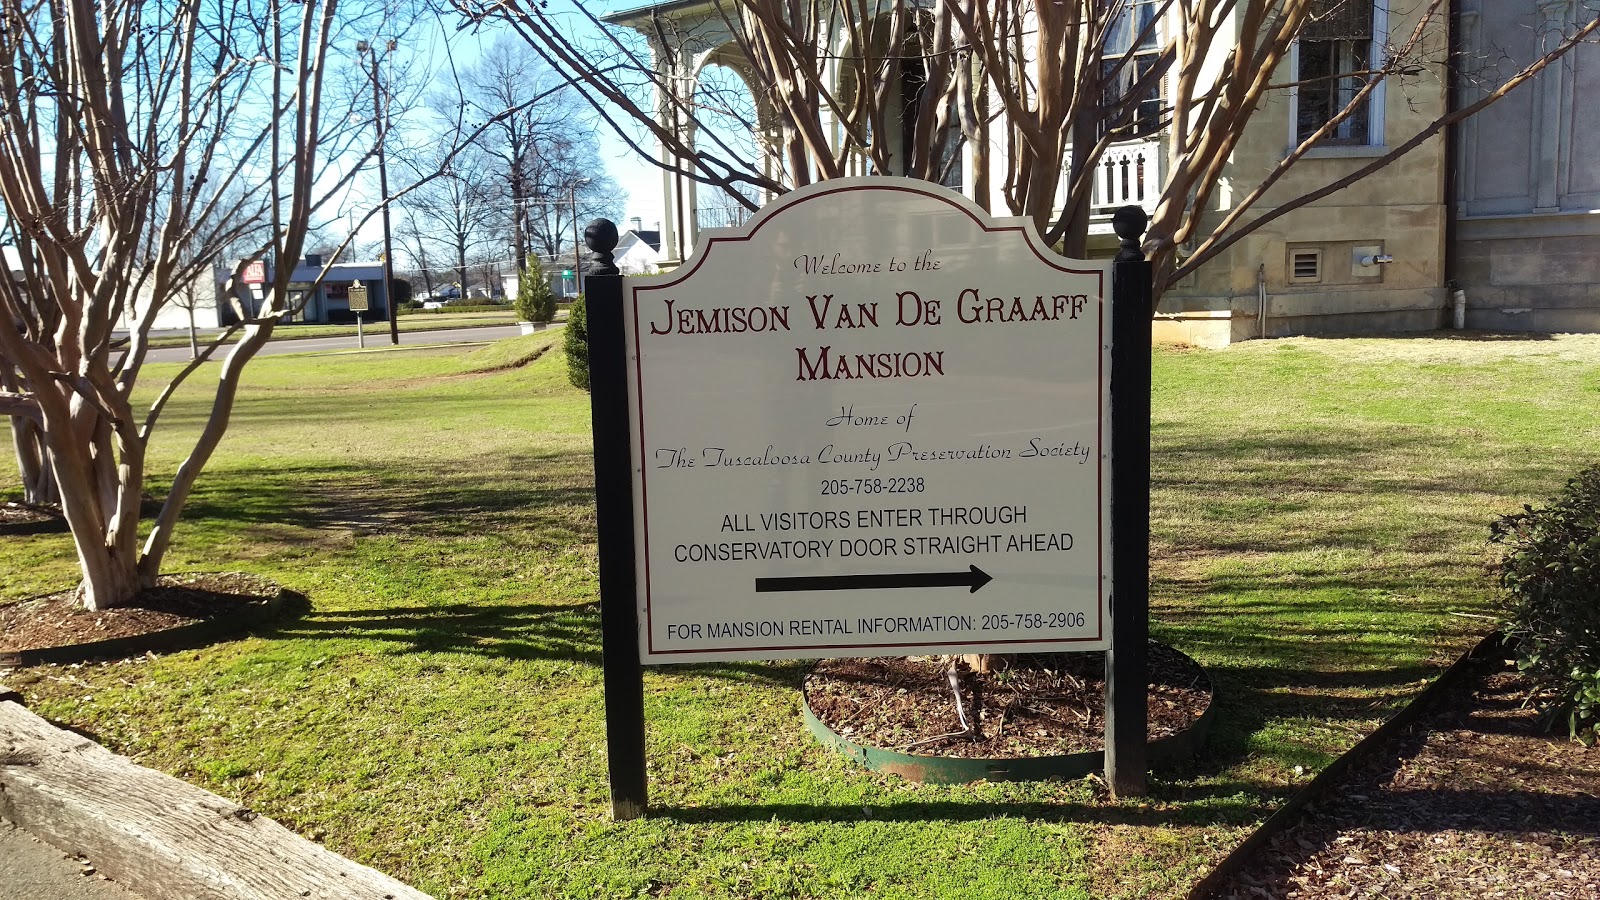 Welcome to the
JEMISON VAN DE GRAAFF
MANSION
Home of
The Tuscaloosa County Preservation Society
205-758-2238
ALL VISITORS ENTER THROUGH
CONSERVATORY DOOR STRAIGHT AHEAD
FOR MANSION RENTAL INFORMATION: 205-758-2906